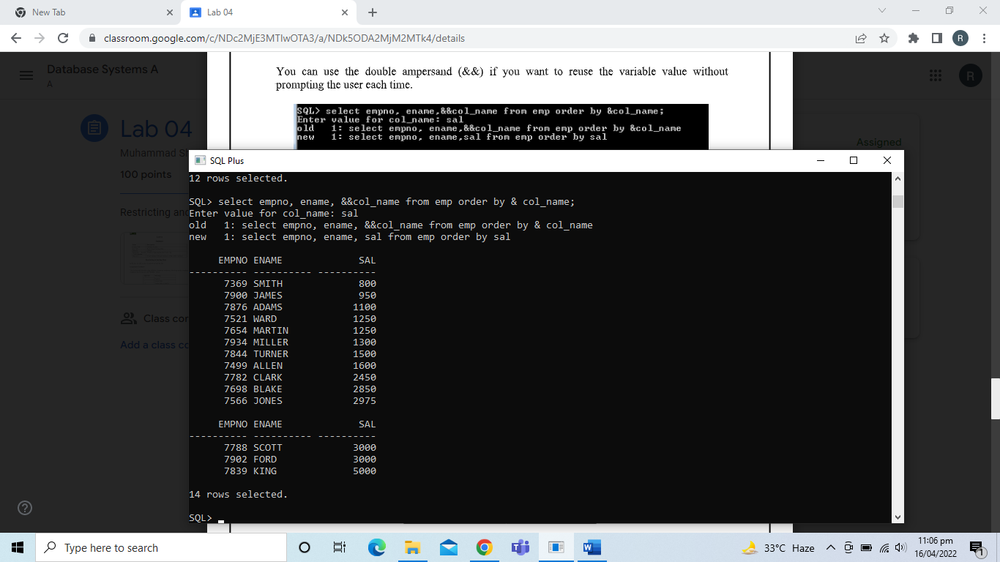 New Tab
Lab 04
classroom.google.com/c/NDc2MjE3MTIwOTA3/a/NDk5ODA2MjM2MTk4/details
R
Database Systems A
A
R
You can use the double ampersand (&&) if you want to reuse the variable value without
prompting the user each time.
SQL> select empno, ename,&&col_name from emp order by &col_name;
Enter value for col_name: sal
old 1: select empno, ename,&&col_name from emp order by &col_name
new 1: select empno, ename,sal from emp order by sal
Lab 04
Assigned
Muhammad
100 points
Restricting
Class
Add a class
SQL Plus
12 rows selected.
SQL> select empno, ename, &&col_name from emp order by & col_name;
Enter value for col_name: sal
old 1: select empno, ename, &&col_name from emp order by & col_name
new 1: select empno, ename, sal from emp order by sal
EMPNO ENAME SAL
---------- ---------- ----------
7369 SMITH 800
7900 JAMES 950
7876 ADAMS 1100
7521 WARD 1250
7654 MARTIN 1250
7934 MILLER 1300
7844 TURNER 1500
7499 ALLEN 1600
7782 CLARK 2450
7698 BLAKE 2850
7566 JONES 2975
EMPNO ENAME SAL
---------- ---------- ----------
7788 SCOTT 3000
7902 FORD 3000
7839 KING 5000
14 rows selected.
SQL>
Type here to search
33°C Haze
11:06 pm
16/04/2022
1